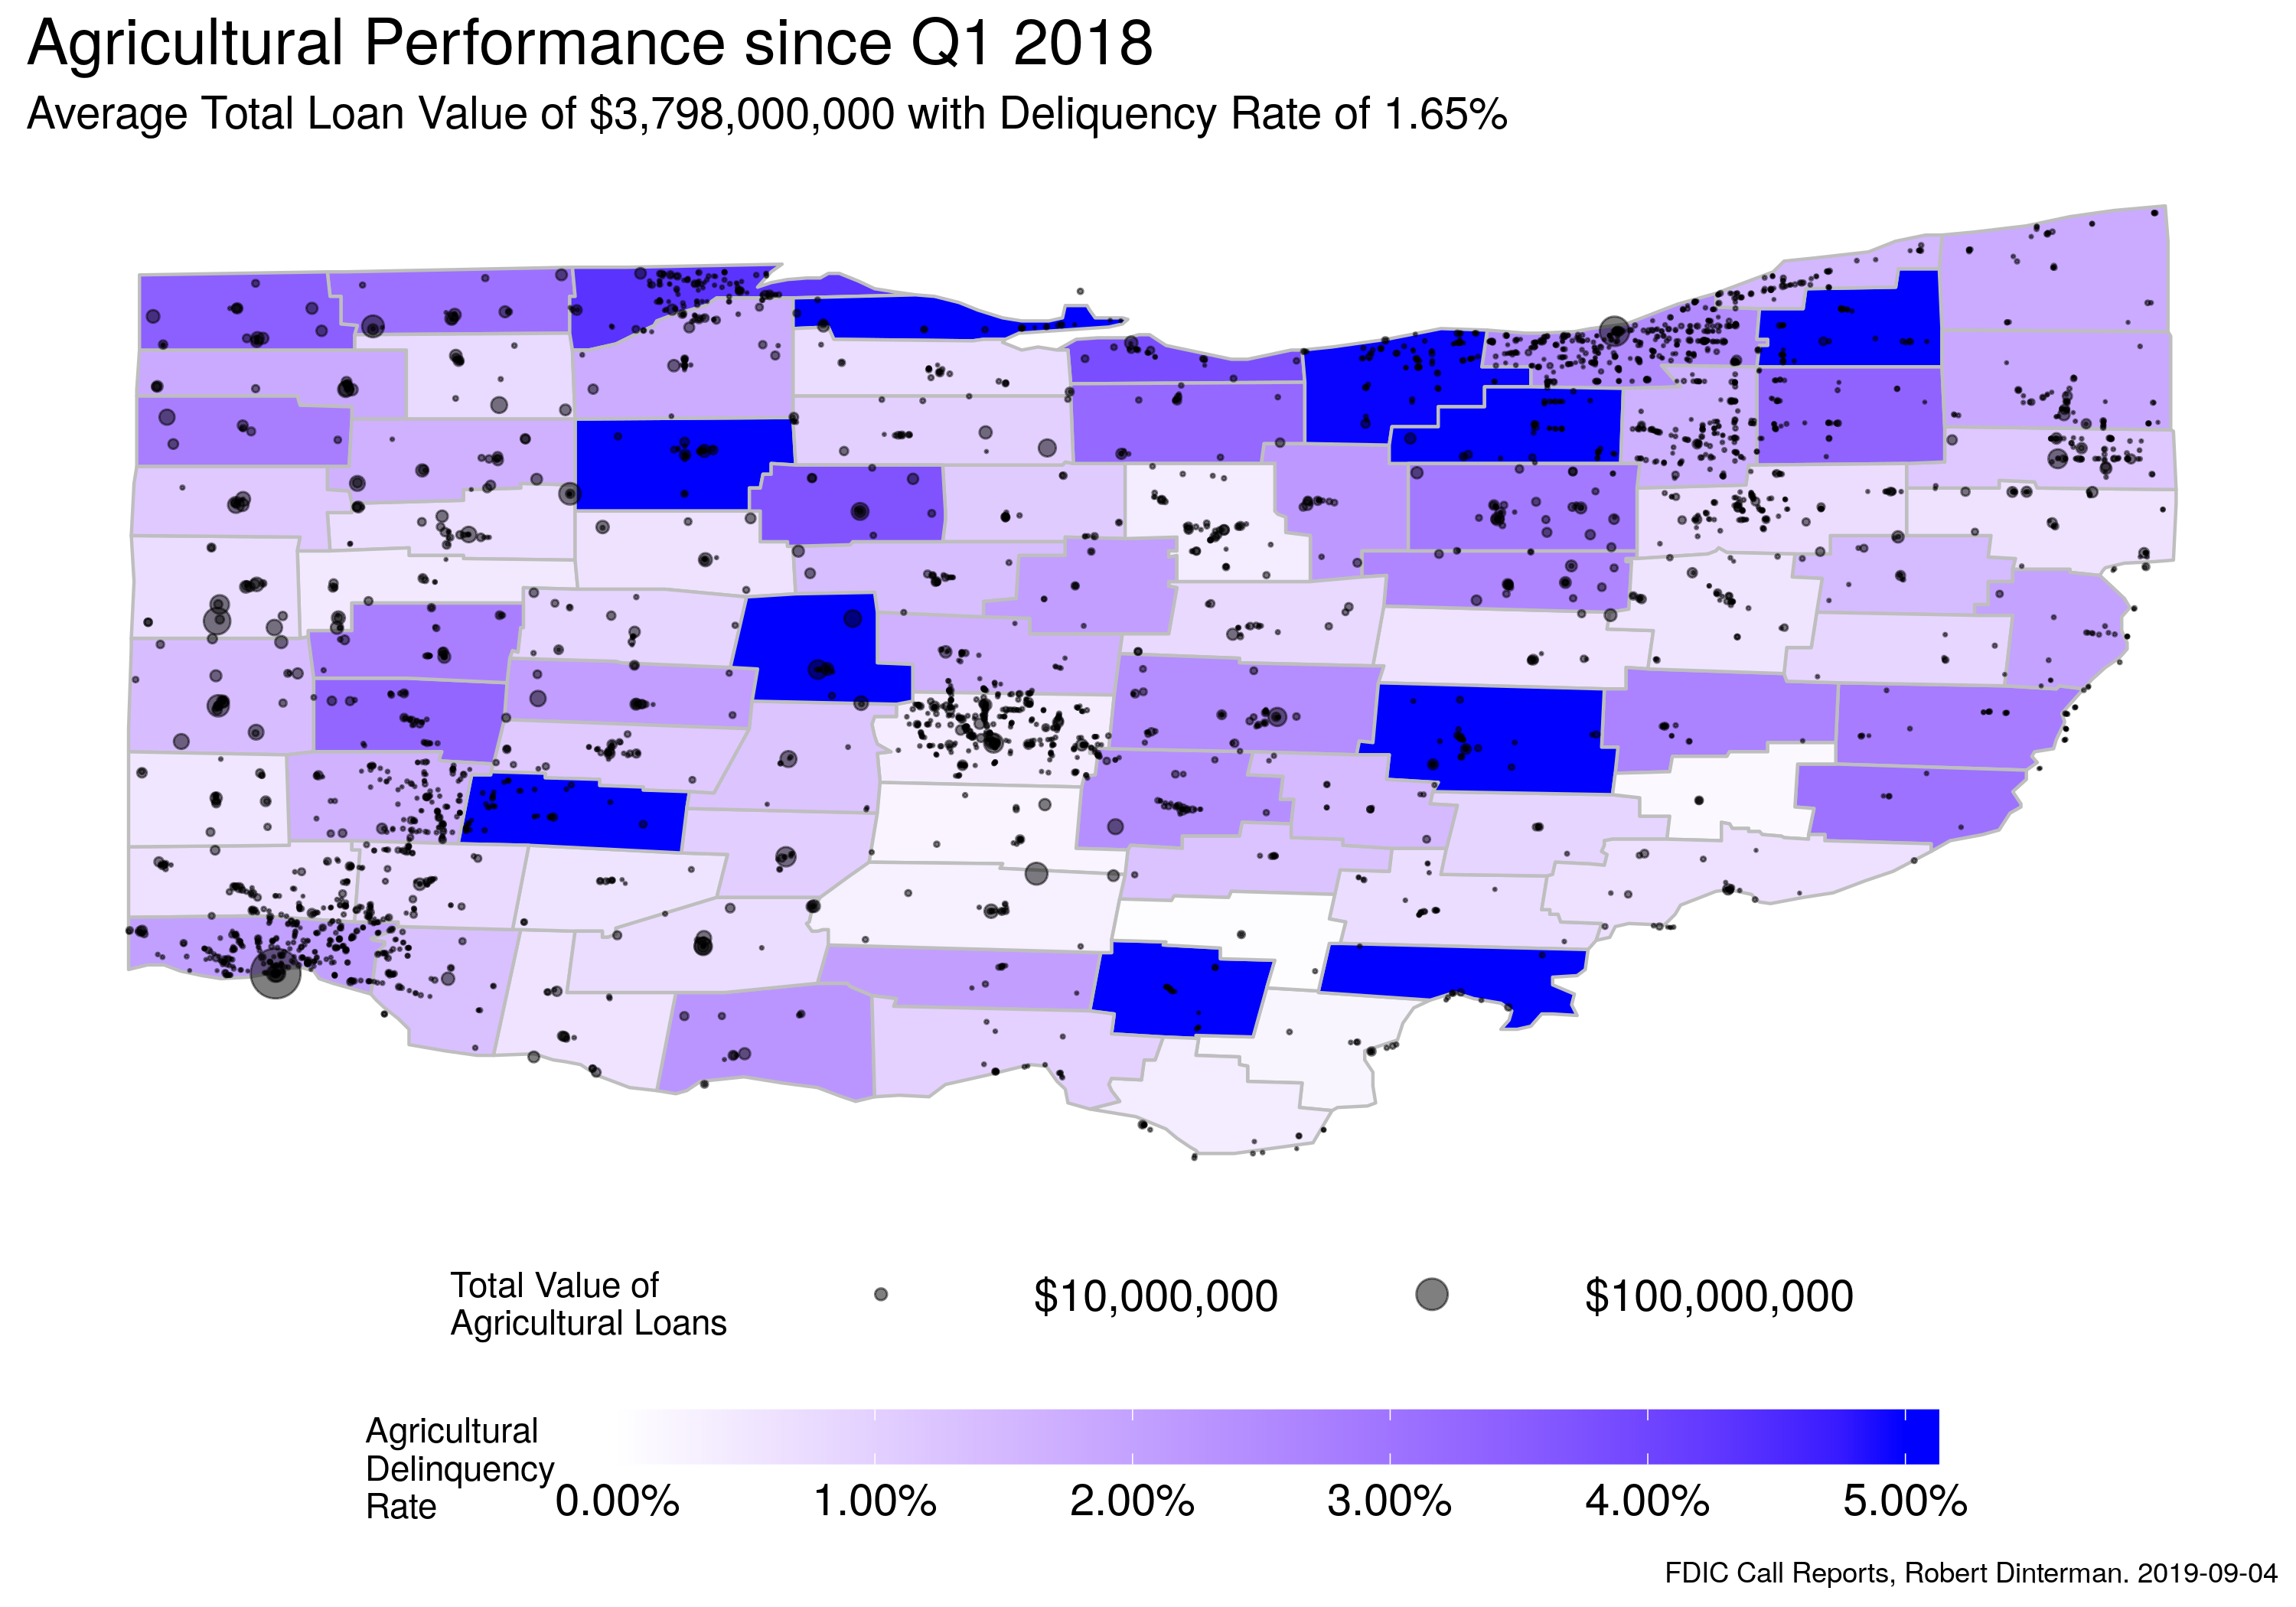 Agricultural Performance since Q1 2018
Average Total Loan Value of $3,798,000,000 with Deliquency Rate of 1.65%
Total Value of
Agricultural Loans
$10,000,000
$100,000,000
Agricultural
Delinquency
Rate
0.00%
1.00%
2.00%
3.00%
4.00%
5.00%
FDIC Call Reports, Robert Dinterman. 2019-09-04